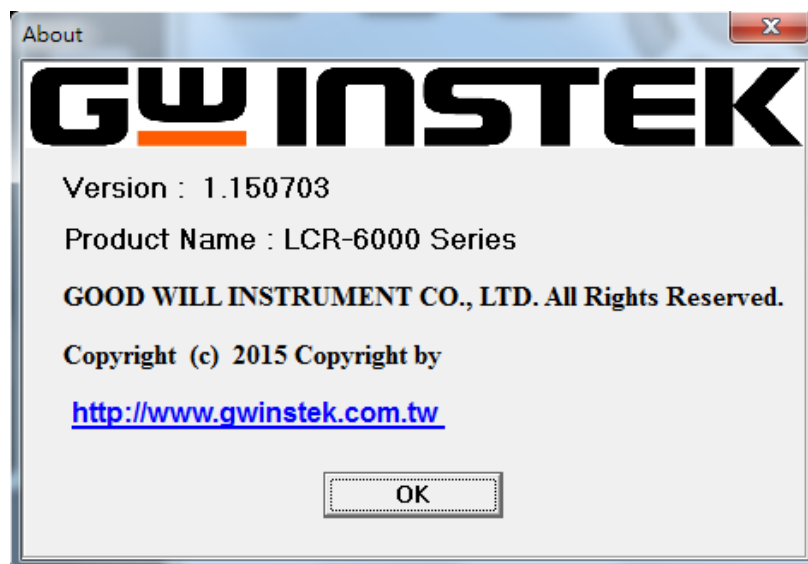 About
GW INSTEK
Version : 1.150703
Product Name : LCR-6000 Series
GOOD WILL INSTRUMENT CO., LTD. All Rights Reserved.
Copyright (c) 2015 Copyright by
http://www.gwinstek.com.tw
OK